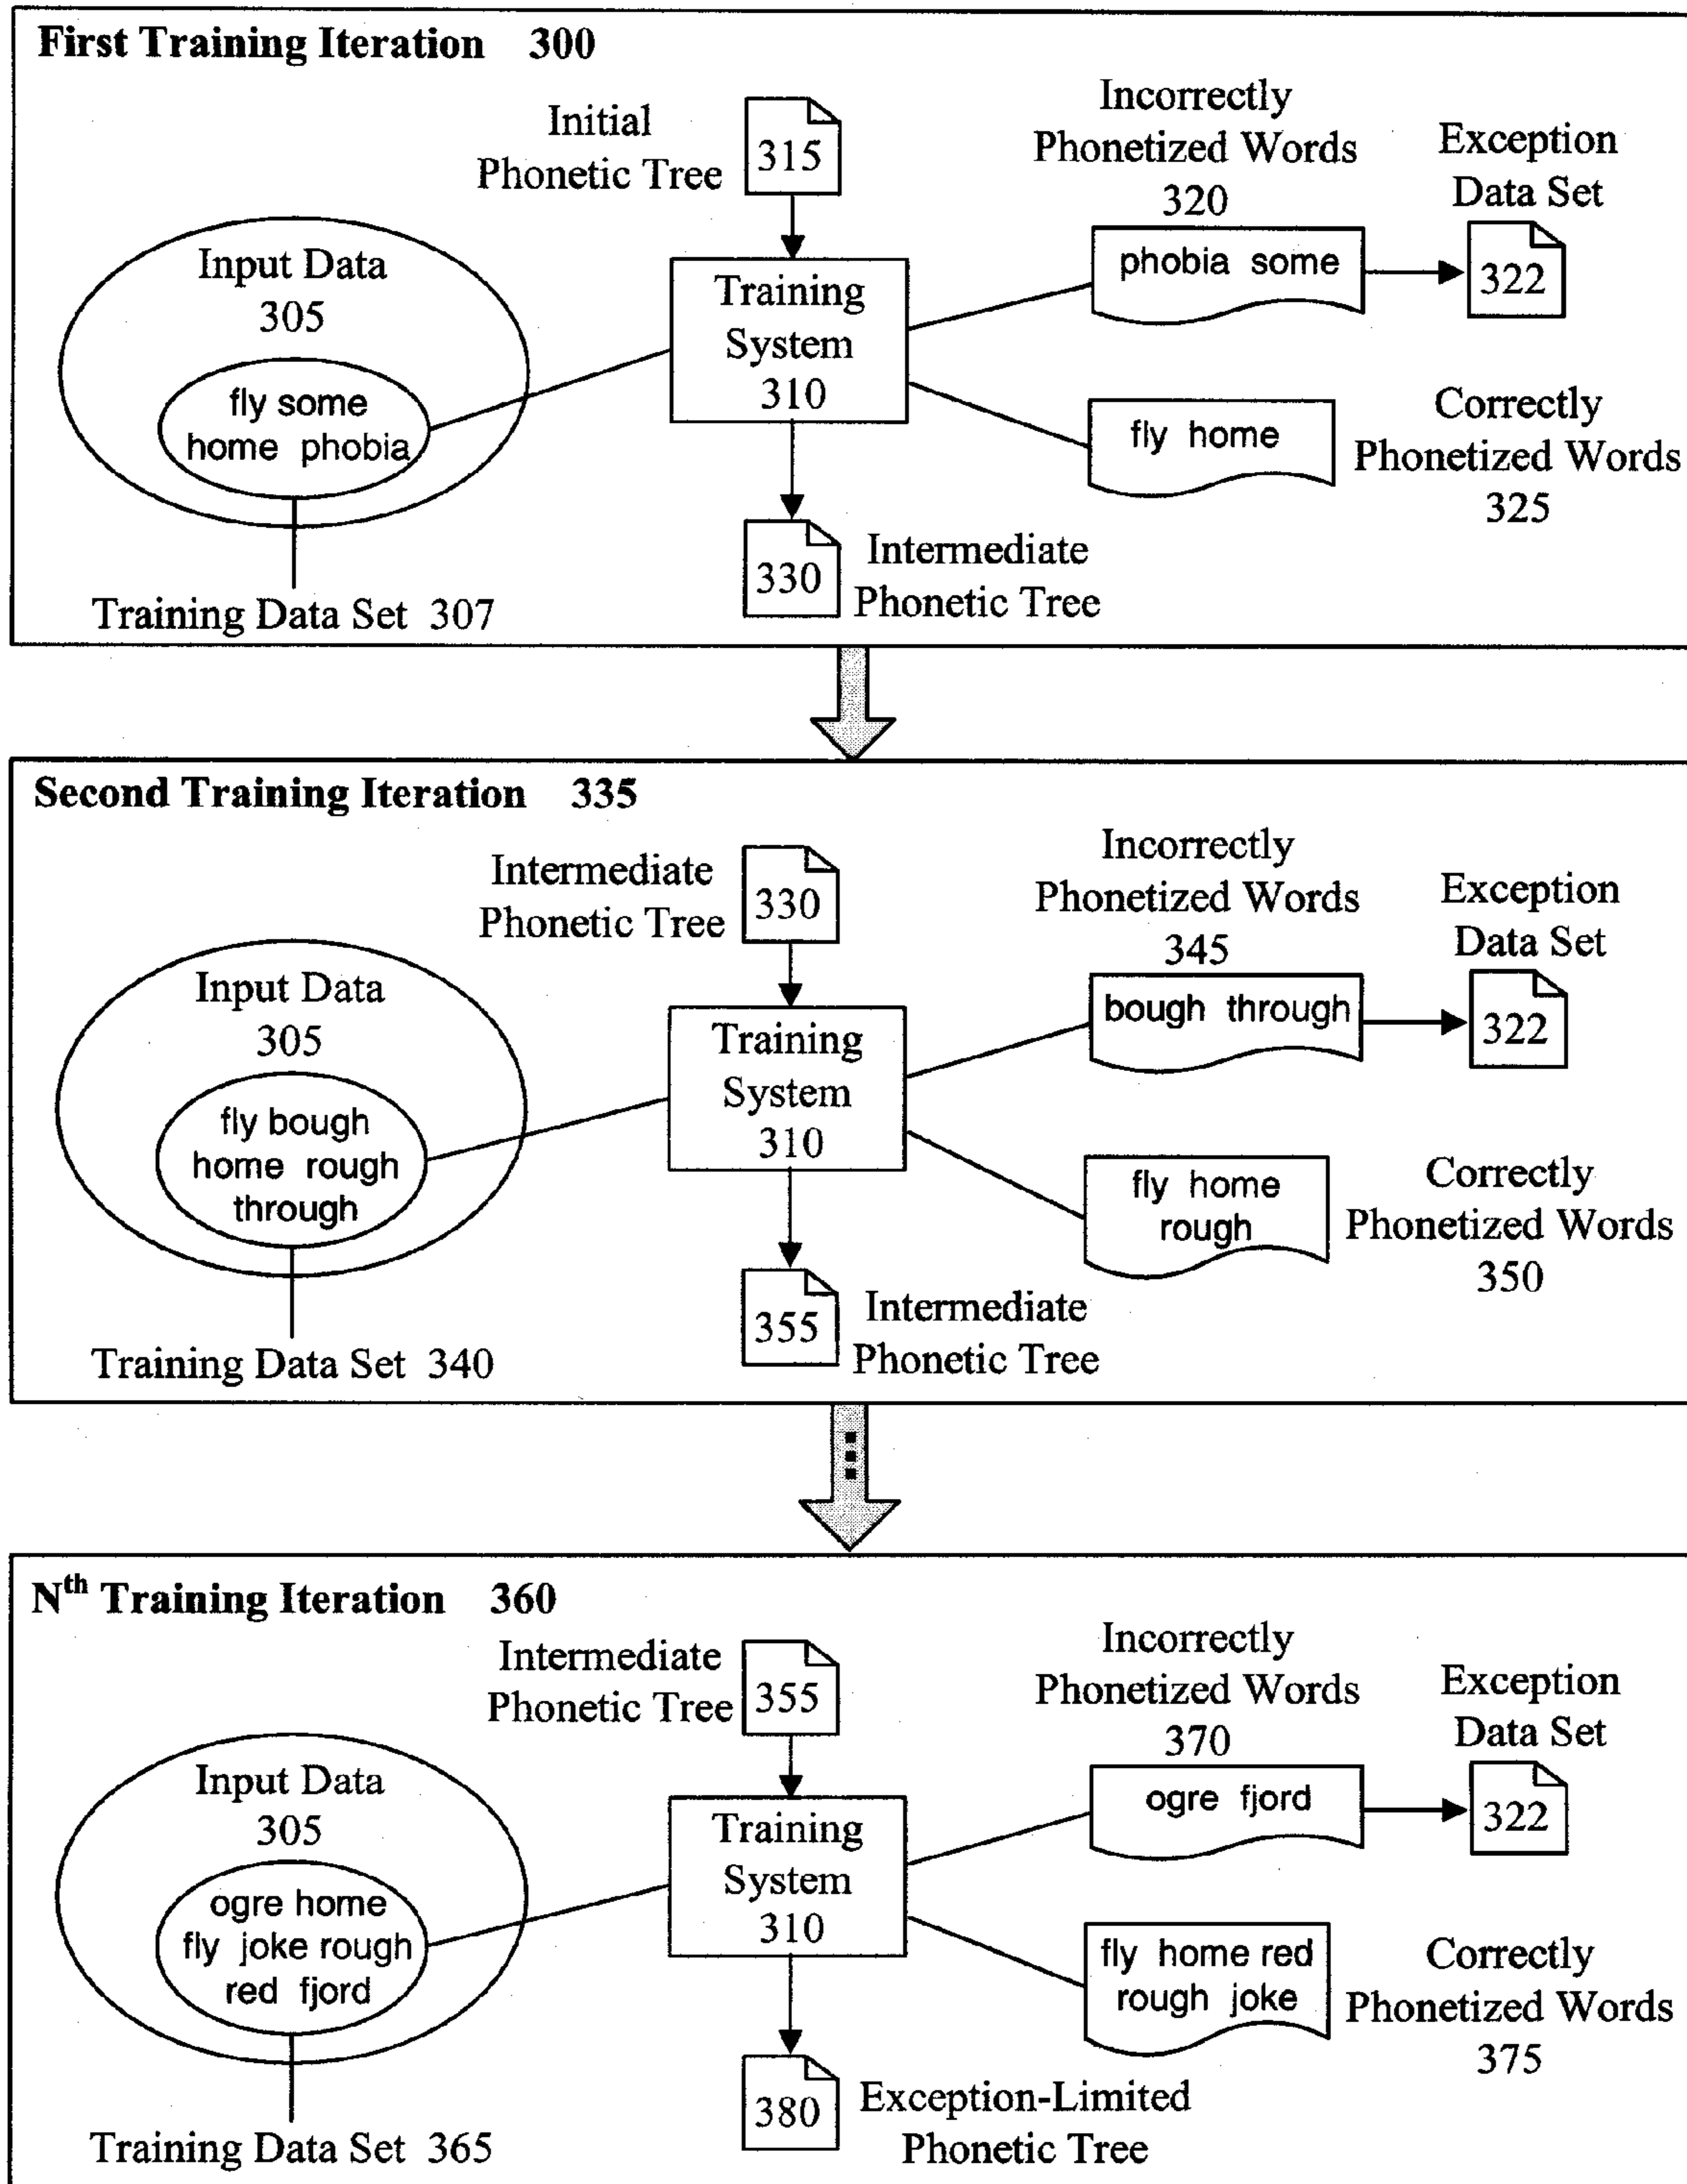 First Training Iteration 300
Initial
Phonetic Tree
315
Incorrectly
Phonetized Words
320
phobia some
Exception
Data Set
322
Input Data
305
fly some
home phobia
Training Data Set 307
Training
System
310
fly home
Correctly
Phonetized Words
325
330
Intermediate
Phonetic Tree
Second Training Iteration 335
Intermediate
Phonetic Tree
330
Incorrectly
Phonetized Words
345
bough through
Exception
Data Set
322
Input Data
305
fly bough
home rough
through
Training Data Set 340
Training
System
310
fly home
rough
Correctly
Phonetized Words
350
355
Intermediate
Phonetic Tree
Nth Training Iteration 360
Intermediate
Phonetic Tree
355
Incorrectly
Phonetized Words
370
ogre fjord
Exception
Data Set
322
Input Data
305
ogre home
fly joke rough
red fjord
Training Data Set 365
Training
System
310
fly home red
rough joke
Correctly
Phonetized Words
375
380
Exception-Limited
Phonetic Tree